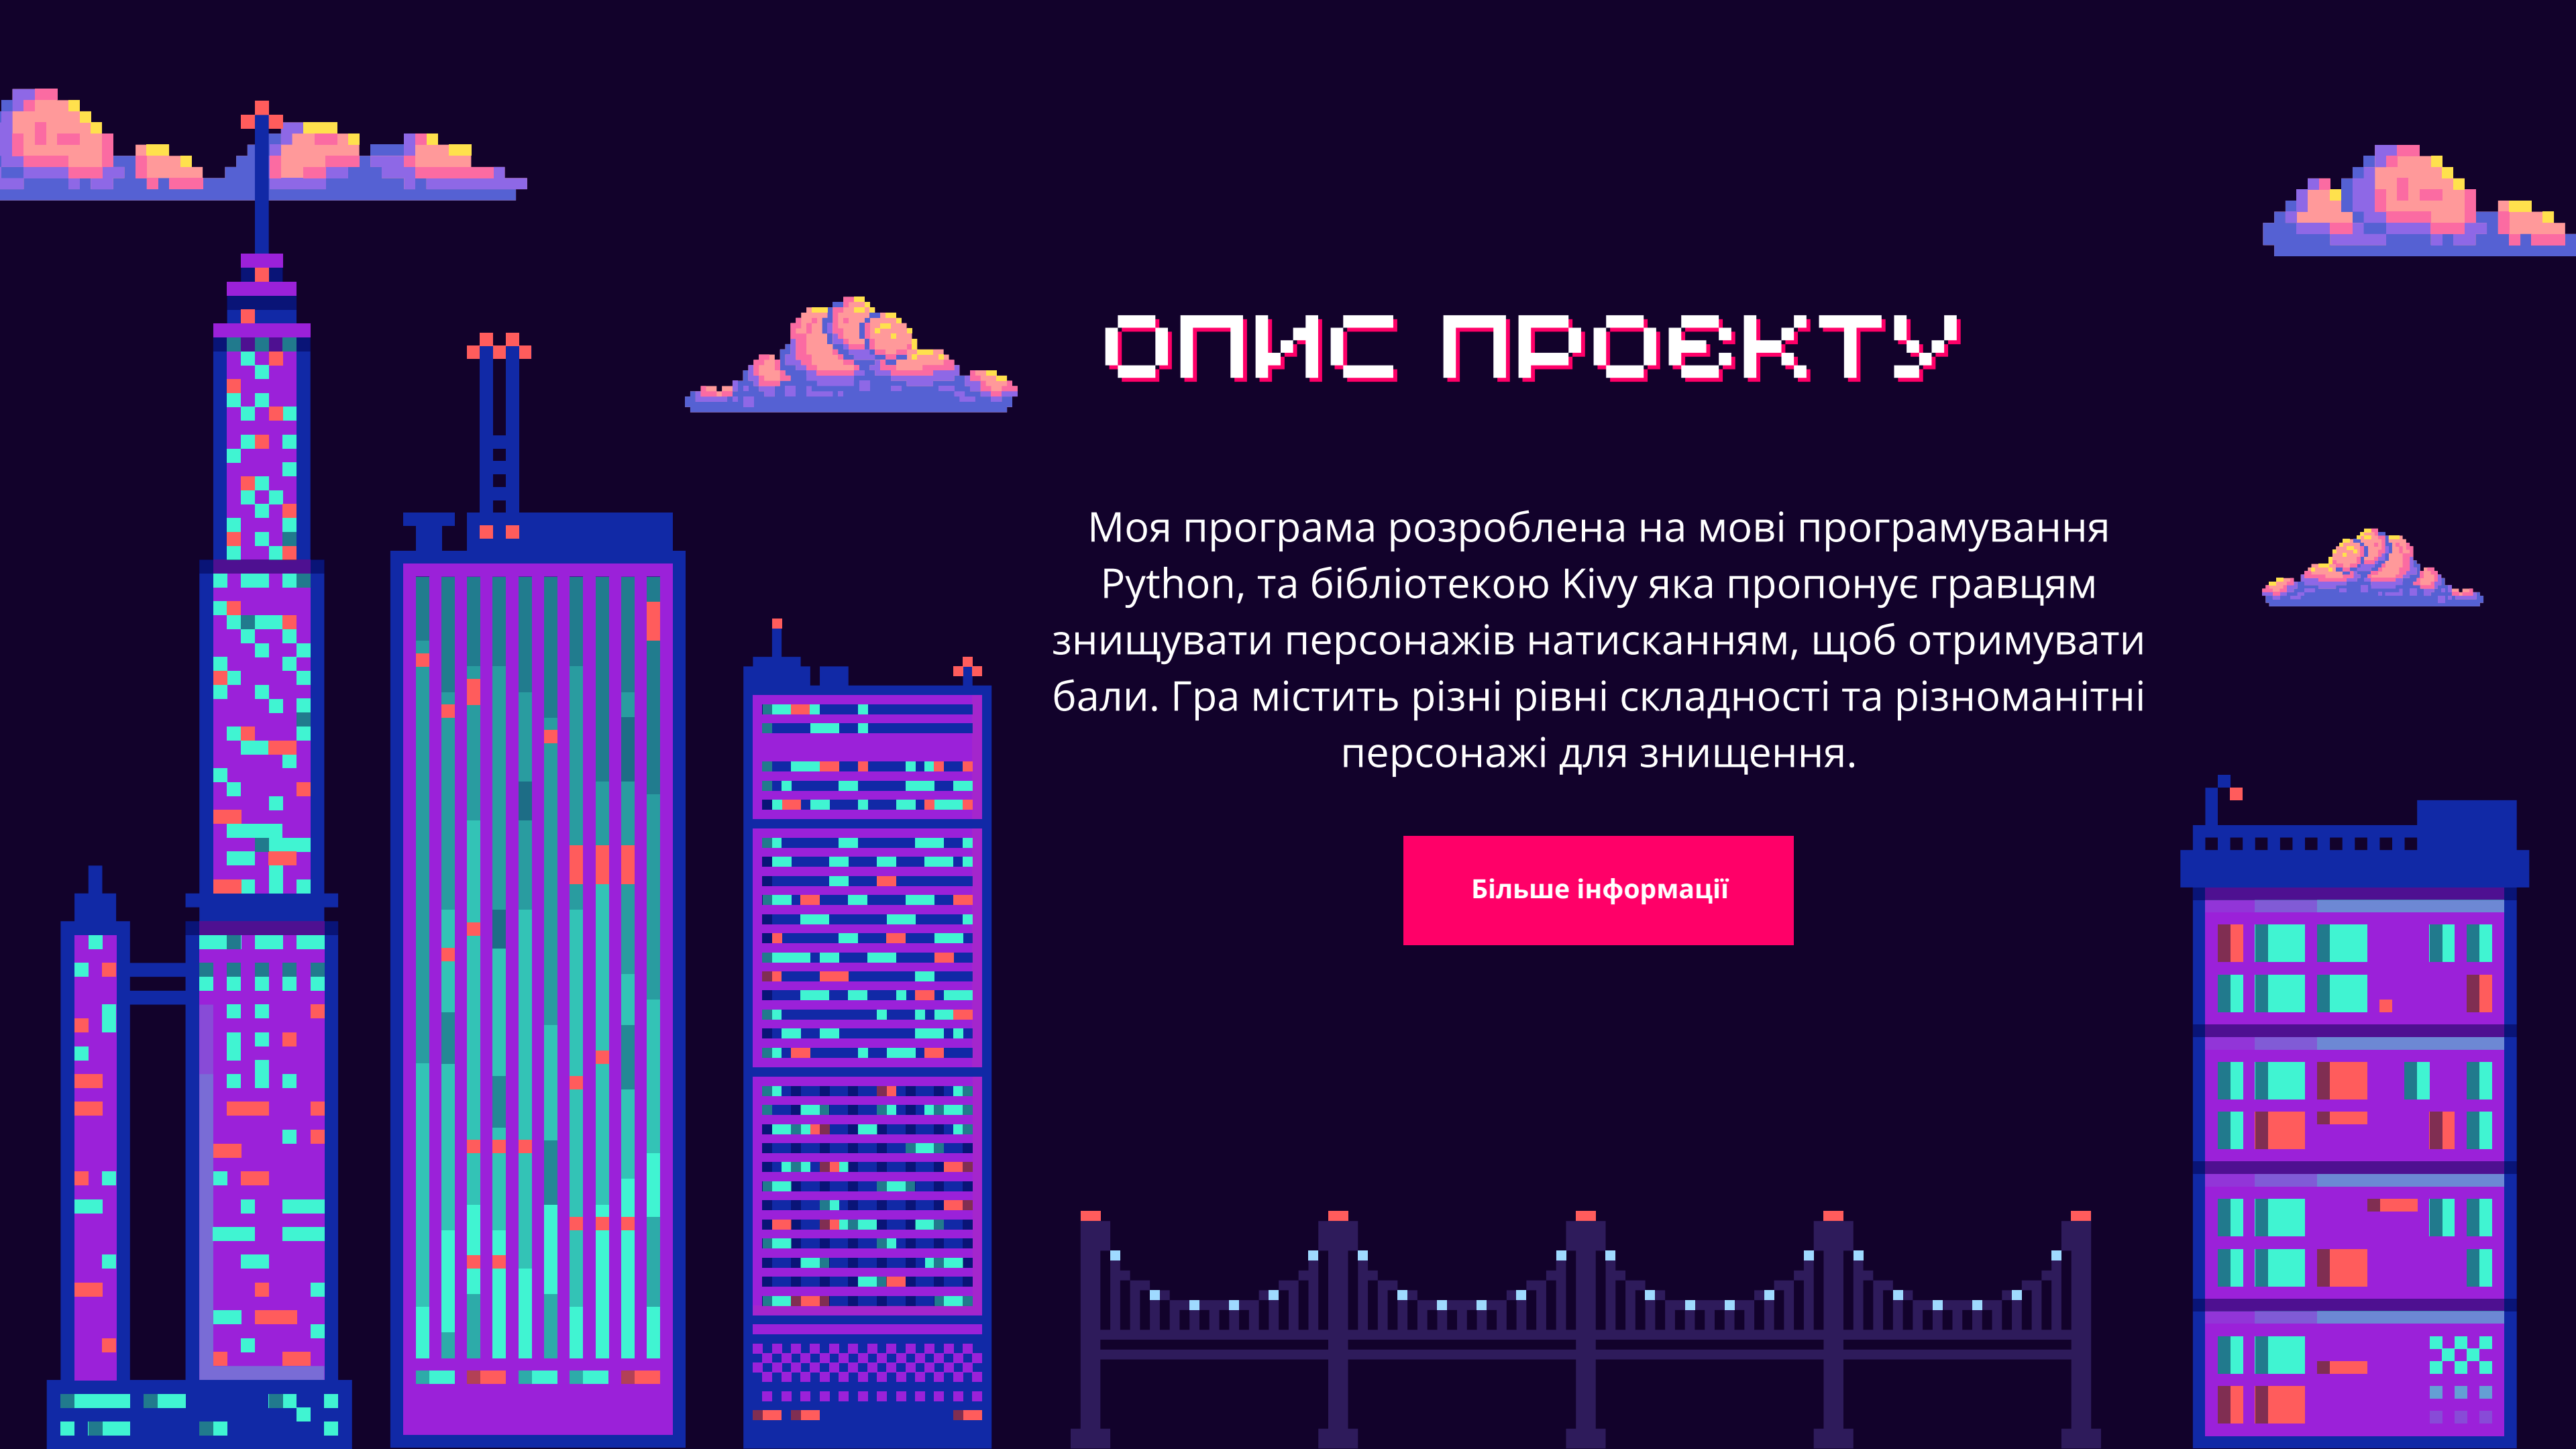 ОПИС ПРОЄКТУ
Моя програма розроблена на мові програмування
Python, та бібліотекою Kivy яка пропонує гравцям
знищувати персонажів натисканням, щоб отримувати
бали. Гра містить різні рівні складності та різноманітні
персонажі для знищення.
Більше інформації